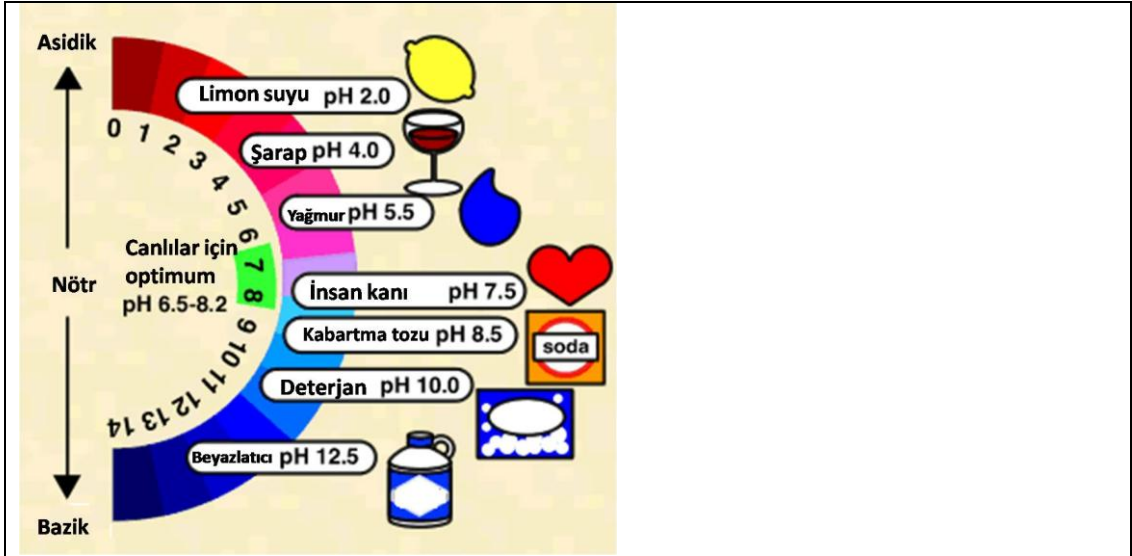 Asidik
Limon suyu pH 2.0
0 1 2 3 4 5 6 7 8 9 10 11 12 13 14
Şarap pH 4.0
Yağmur pH 5.5
Canlılar için
optimum
pH 6.5-8.2
Nötr
İnsan kanı pH 7.5
Kabartma tozu pH 8.5
soda
Deterjan pH 10.0
Beyazlatıcı pH 12.5
Bazik